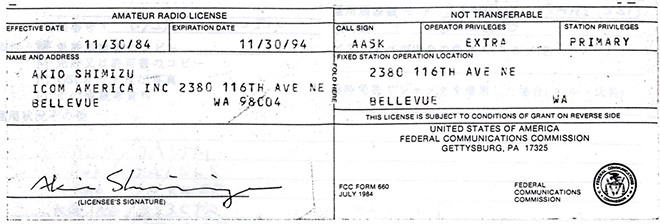 AMATEUR RADIO LICENSE
NOT TRANSFERABLE
EFFECTIVE DATE
EXPIRATION DATE
CALL SIGN
OPERATOR PRIVILEGES
STATION PRIVILEGES
11/30/84
11/30/94
AA5K
EXTRA
PRIMARY
NAME AND ADDRESS
FIXED STATION OPERATION LOCATION
AKIO SHIMIZU
ICOM AMERICA INC 2380 116TH AVE NE
BELLEVUE WA 98004
FOLD HERE
2380 116TH AVE NE
BELLEVUE WA
THIS LICENSE IS SUBJECT TO CONDITIONS OF GRANT ON REVERSE SIDE
UNITED STATES OF AMERICA
FEDERAL COMMUNICATIONS COMMISSION
GETTYSBURG, PA 17325
Akio Shimizu
(LICENSEE'S SIGNATURE)
FCC FORM 660
JULY 1984
FEDERAL
COMMUNICATIONS
COMMISSION